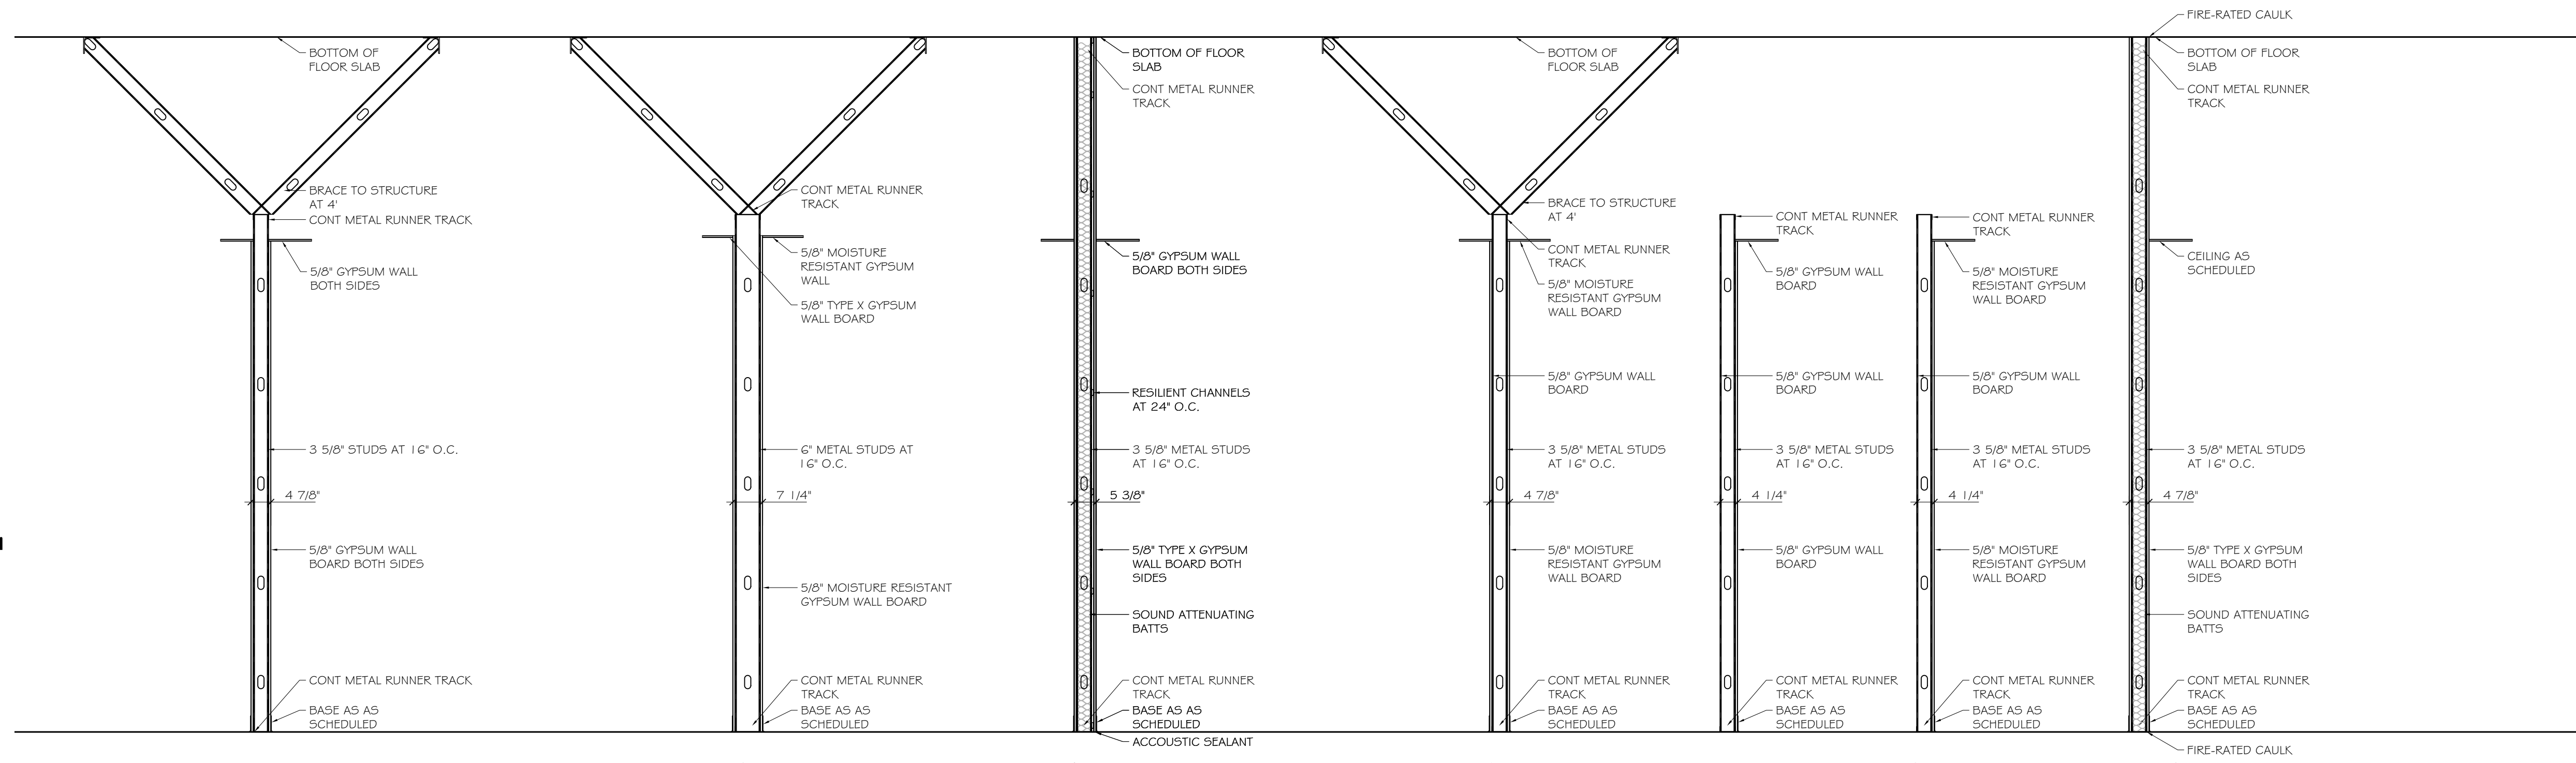 BOTTOM OF
FLOOR SLAB
BRACE TO STRUCTURE
AT 4'
CONT METAL RUNNER TRACK
5/8" GYPSUM WALL
BOTH SIDES
3 5/8" STUDS AT 16" O.C.
4 7/8"
5/8" GYPSUM WALL
BOARD BOTH SIDES
CONT METAL RUNNER TRACK
BASE AS AS
SCHEDULED
CONT METAL RUNNER
TRACK
5/8" MOISTURE
RESISTANT GYPSUM
WALL
5/8" TYPE X GYPSUM
WALL BOARD
6" METAL STUDS AT
16" O.C.
7 1/4"
5/8" MOISTURE RESISTANT
GYPSUM WALL BOARD
CONT METAL RUNNER
TRACK
BASE AS AS
SCHEDULED
BOTTOM OF FLOOR
SLAB
CONT METAL RUNNER
TRACK
5/8" GYPSUM WALL
BOARD BOTH SIDES
RESILIENT CHANNELS
AT 24" O.C.
3 5/8" METAL STUDS
AT 16" O.C.
5 3/8"
5/8" TYPE X GYPSUM
WALL BOARD BOTH
SIDES
SOUND ATTENUATING
BATTS
CONT METAL RUNNER
TRACK
BASE AS AS
SCHEDULED
ACCOUSTIC SEALANT
BOTTOM OF
FLOOR SLAB
BRACE TO STRUCTURE
AT 4'
CONT METAL RUNNER
TRACK
5/8" MOISTURE
RESISTANT GYPSUM
WALL BOARD
5/8" GYPSUM WALL
BOARD
3 5/8" METAL STUDS
AT 16" O.C.
4 7/8"
5/8" MOISTURE
RESISTANT GYPSUM
WALL BOARD
CONT METAL RUNNER
TRACK
BASE AS AS
SCHEDULED
CONT METAL RUNNER
TRACK
5/8" GYPSUM WALL
BOARD
5/8" GYPSUM WALL
BOARD
3 5/8" METAL STUDS
AT 16" O.C.
4 1/4"
5/8" GYPSUM WALL
BOARD
CONT METAL RUNNER
TRACK
BASE AS AS
SCHEDULED
CONT METAL RUNNER
TRACK
5/8" MOISTURE
RESISTANT GYPSUM
WALL BOARD
5/8" GYPSUM WALL
BOARD
3 5/8" METAL STUDS
AT 16" O.C.
4 1/4"
5/8" MOISTURE
RESISTANT GYPSUM
WALL BOARD
CONT METAL RUNNER
TRACK
BASE AS AS
SCHEDULED
FIRE-RATED CAULK
BOTTOM OF FLOOR
SLAB
CONT METAL RUNNER
TRACK
CEILING AS
SCHEDULED
3 5/8" METAL STUDS
AT 16" O.C.
4 7/8"
5/8" TYPE X GYPSUM
WALL BOARD BOTH
SIDES
SOUND ATTENUATING
BATTS
CONT METAL RUNNER
TRACK
BASE AS AS
SCHEDULED
FIRE-RATED CAULK